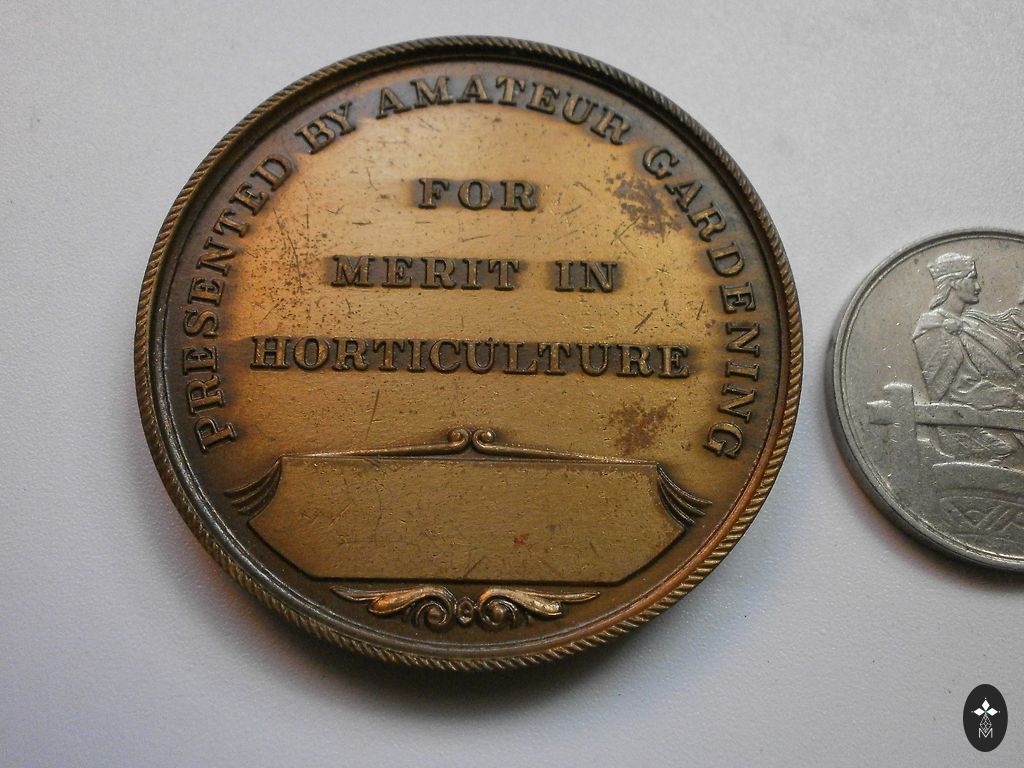 PRESENTED BY AMATEUR GARDENING
FOR
MERIT IN
HORTICULTURE
M